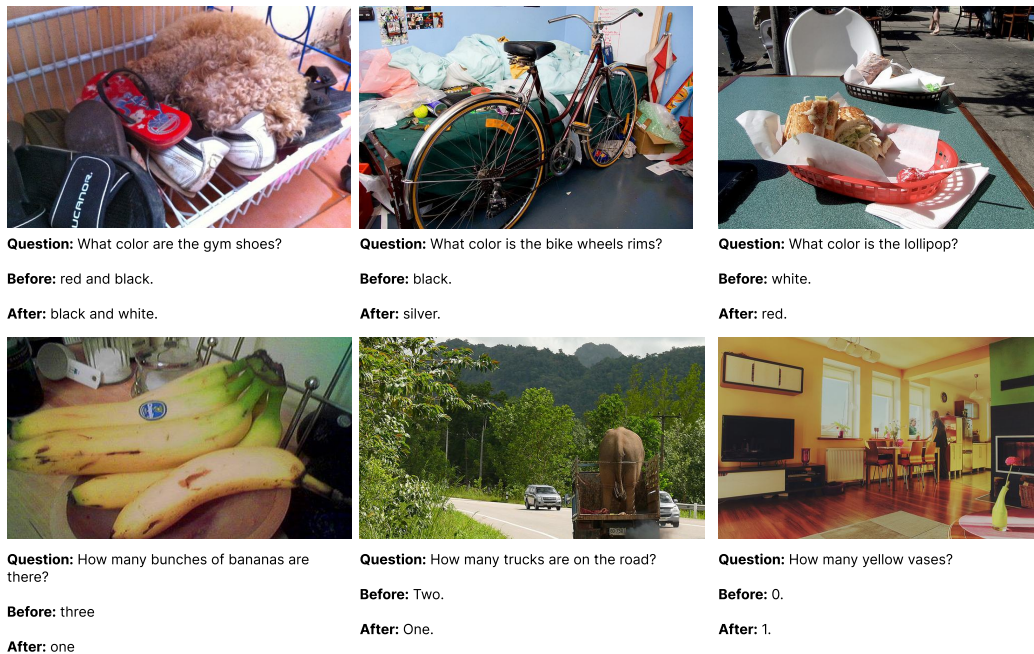 UCANOR.
Question: What color are the gym shoes?
Before: red and black.
After: black and white.
Question: What color is the bike wheels rims?
Before: black.
After: silver.
Question: What color is the lollipop?
Before: white.
After: red.
Question: How many bunches of bananas are
there?
Before: three
After: one
Question: How many trucks are on the road?
Before: Two.
After: One.
Question: How many yellow vases?
Before: 0.
After: 1.